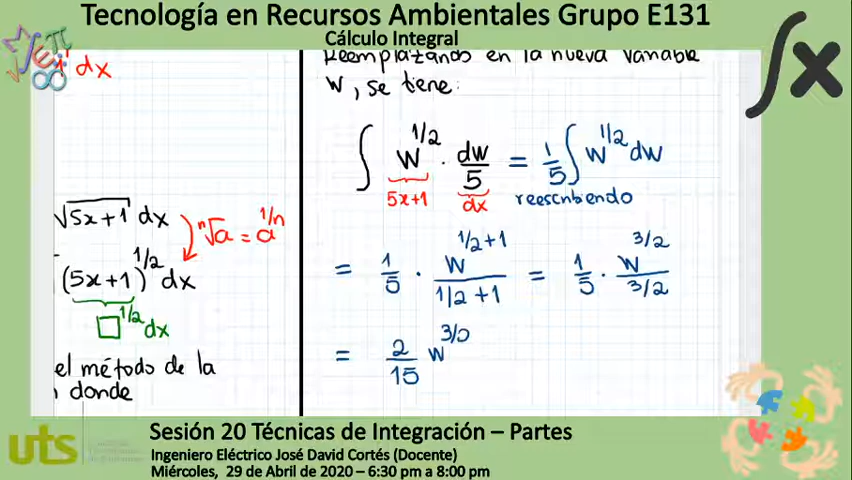 Tecnología en Recursos Ambientales Grupo E131
Cálculo Integral
dx
√5x+1 dx
ⁿ√a = a^1/n
(5x+1)^1/2 dx
□^1/2 dx
el método de la
donde
Reemplazando en la nueva variable
W, se tiene:
∫ W^1/2 · dw/5 = 1/5 ∫ W^1/2 dw
5x+1 dx reescribiendo
= 1/5 · W^1/2+1 / 1/2+1 = 1/5 · W^3/2 / 3/2
= 2/15 W
uts
Sesión 20 Técnicas de Integración – Partes
Ingeniero Eléctrico José David Cortés (Docente)
Miércoles, 29 de Abril de 2020 – 6:30 pm a 8:00 pm